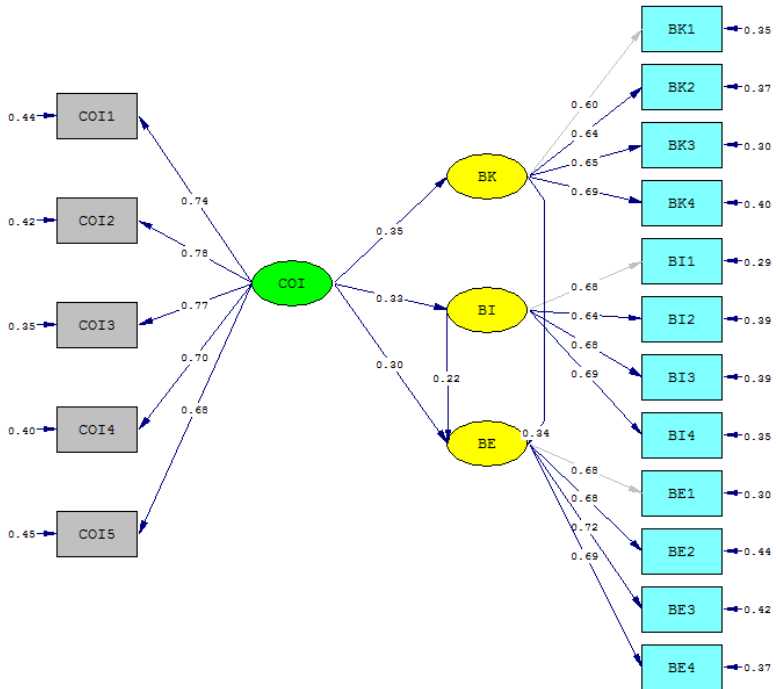 0.44
COI1
0.42
COI2
0.35
COI3
0.40
COI4
0.45
COI5
0.74
0.78
0.77
0.70
0.68
COI
0.35
0.33
0.30
BK
BI
0.22
BE
0.34
0.60
0.64
0.65
0.69
0.68
0.64
0.68
0.69
0.68
0.68
0.72
0.69
BK1
0.35
BK2
0.37
BK3
0.30
BK4
0.40
BI1
0.29
BI2
0.39
BI3
0.39
BI4
0.35
BE1
0.30
BE2
0.44
BE3
0.42
BE4
0.37